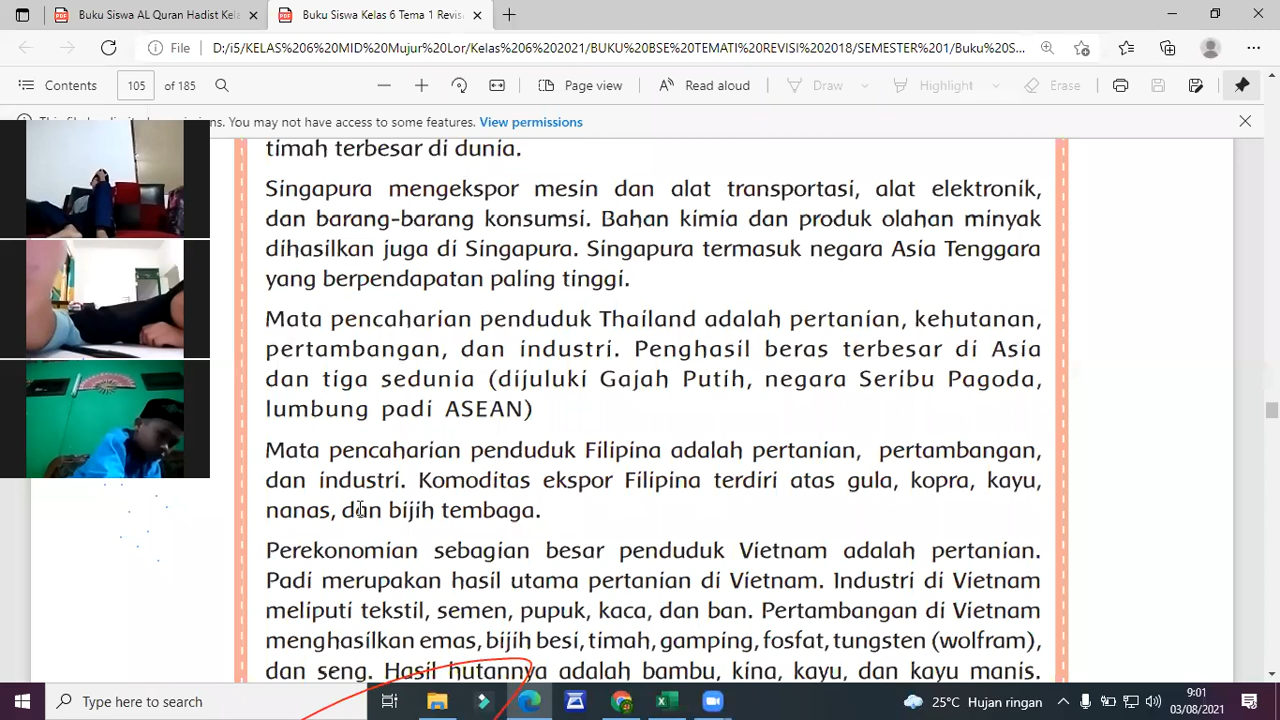 Buku Siswa AL Quran Hadist Kela
Buku Siswa Kelas 6 Tema 1 Revis
File
D:/i5/KELAS%206%20MID%20Mujur%20Lor/Kelas%206%202021/BUKU%20BSE%20TEMATI%20REVISI%202018/SEMESTER%201/Buku%20S...
Contents
105
of 185
Page view
Read aloud
Draw
Highlight
Erase
You may not have access to some features. View permissions
timah terbesar di dunia.
Singapura mengekspor mesin dan alat transportasi, alat elektronik,
dan barang-barang konsumsi. Bahan kimia dan produk olahan minyak
dihasilkan juga di Singapura. Singapura termasuk negara Asia Tenggara
yang berpendapatan paling tinggi.
Mata pencaharian penduduk Thailand adalah pertanian, kehutanan,
pertambangan, dan industri. Penghasil beras terbesar di Asia
dan tiga sedunia (dijuluki Gajah Putih, negara Seribu Pagoda,
lumbung padi ASEAN)
Mata pencaharian penduduk Filipina adalah pertanian, pertambangan,
dan industri. Komoditas ekspor Filipina terdiri atas gula, kopra, kayu,
nanas, dan bijih tembaga.
Perekonomian sebagian besar penduduk Vietnam adalah pertanian.
Padi merupakan hasil utama pertanian di Vietnam. Industri di Vietnam
meliputi tekstil, semen, pupuk, kaca, dan ban. Pertambangan di Vietnam
menghasilkan emas, bijih besi, timah, gamping, fosfat, tungsten (wolfram),
dan seng. Hasil hutannya adalah bambu, kina, kayu, dan kayu manis.
Type here to search
25°C Hujan ringan
9:01
03/08/2021